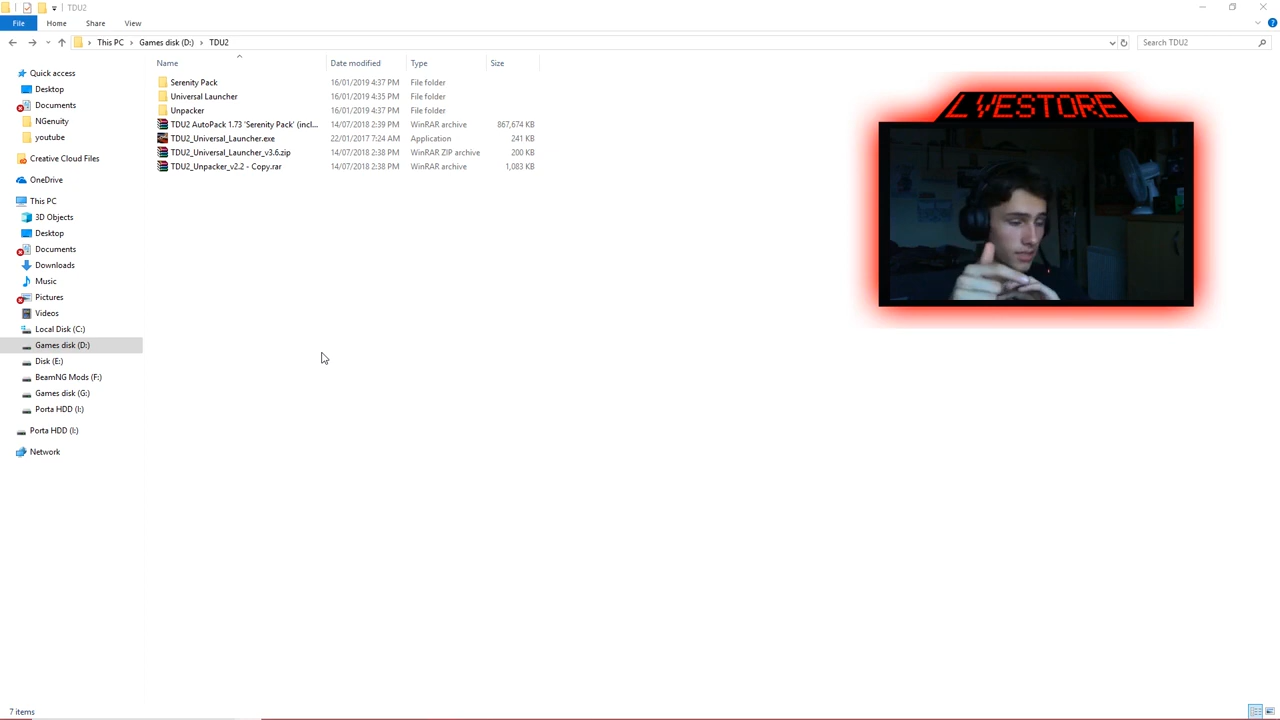 TDU2
File Home Share View
This PC Games disk (D:) TDU2
Search TDU2
Name Date modified Type Size
Quick access
Desktop
Documents
NGenuity
youtube
Creative Cloud Files
OneDrive
This PC
3D Objects
Desktop
Documents
Downloads
Music
Pictures
Videos
Local Disk (C:)
Games disk (D:)
Disk (E:)
BeamNG Mods (F:)
Games disk (G:)
Porta HDD (I:)
Porta HDD (I:)
Network
Serenity Pack 16/01/2019 4:37 PM File folder
Universal Launcher 16/01/2019 4:35 PM File folder
Unpacker 16/01/2019 4:37 PM File folder
TDU2 AutoPack 1.73 'Serenity Pack' (incl... 14/07/2018 2:39 PM WinRAR archive 867,674 KB
TDU2_Universal_Launcher.exe 22/01/2017 7:24 AM Application 241 KB
TDU2_Universal_Launcher_v3.6.zip 14/07/2018 2:38 PM WinRAR ZIP archive 200 KB
TDU2_Unpacker_v2.2 - Copy.rar 14/07/2018 2:38 PM WinRAR archive 1,083 KB
LYESTORE
7 items